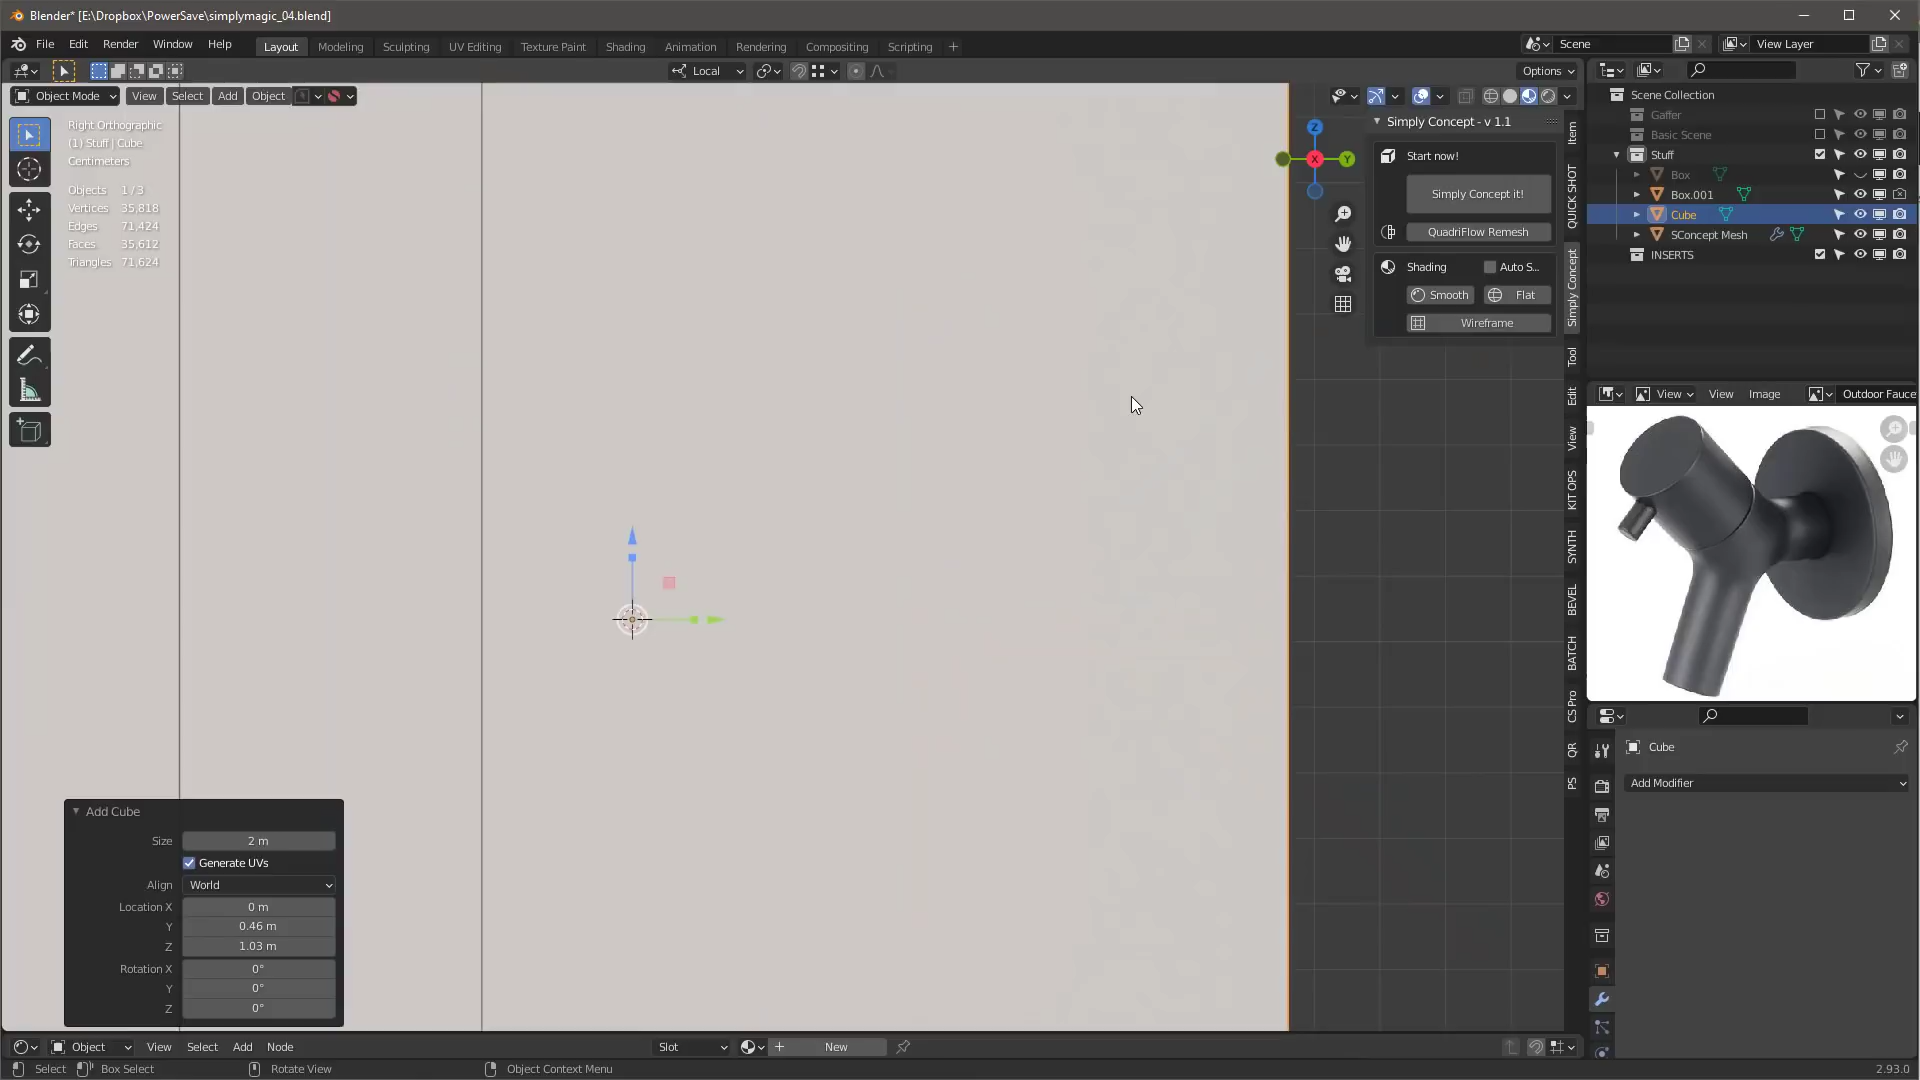 Blender* [E:\Dropbox\PowerSave\simplymagic_04.blend]
File Edit Render Window Help Layout Modeling Sculpting UV Editing Texture Paint Shading Animation Rendering Compositing Scripting + Scene View Layer
Local Options
Object Mode View Select Add Object
Right Orthographic
(1) Stuff | Cube
Centimeters
Objects 1/3
Vertices 35,818
Edges 71,424
Faces 35,612
Triangles 71,624
Z
X
Y
Simply Concept - v 1.1
Start now!
Simply Concept it!
QuadriFlow Remesh
Shading Auto S...
Smooth Flat
Wireframe
Item
QUICK SHOT
Simply Concept
Tool
Edit
View
KIT OPS
SYNTH
BEVEL
BATCH
CS Pro
QR
PS
Scene Collection
Gaffer
Basic Scene
Stuff
Box
Box.001
Cube
SConcept Mesh
INSERTS
View View Image Outdoor Fauce
Cube
Add Modifier
Add Cube
Size 2 m
Generate UVs
Align World
Location X 0 m
Y 0.46 m
Z 1.03 m
Rotation X 0°
Y 0°
Z 0°
Object View Select Add Node Slot + New
Select Box Select Rotate View Object Context Menu 2.93.0